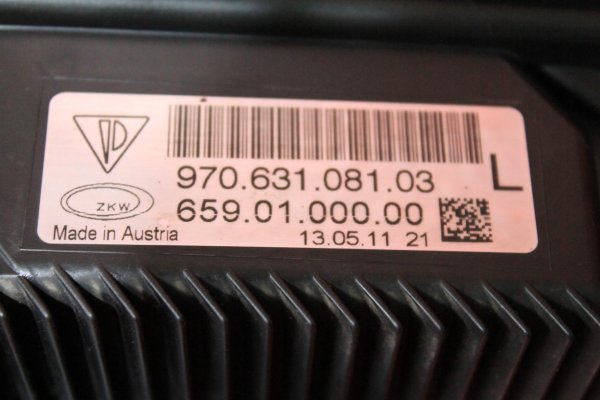 970.631.081.03
L
ZKW
659.01.000.00
Made in Austria
13.05.11 21